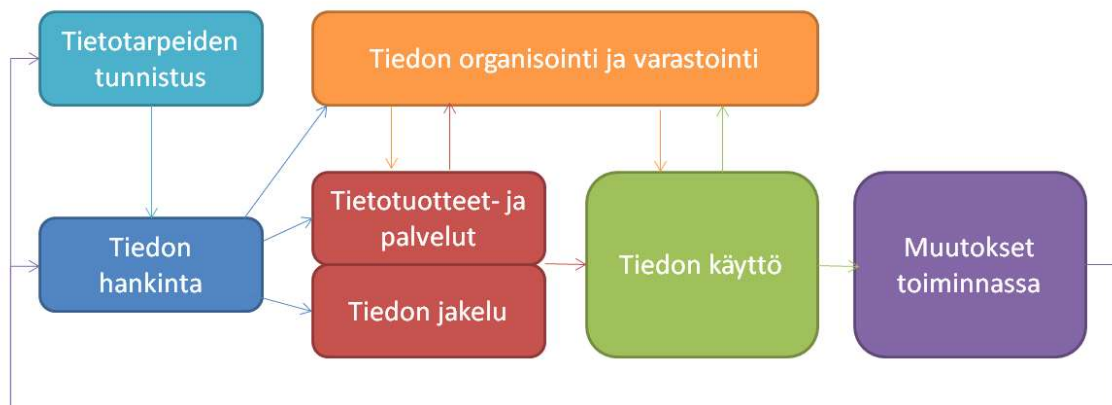 Tietotarpeiden
tunnistus
Tiedon organisointi ja varastointi
Tiedon
hankinta
Tietotuotteet- ja
palvelut
Tiedon jakelu
Tiedon käyttö
Muutokset
toiminnassa